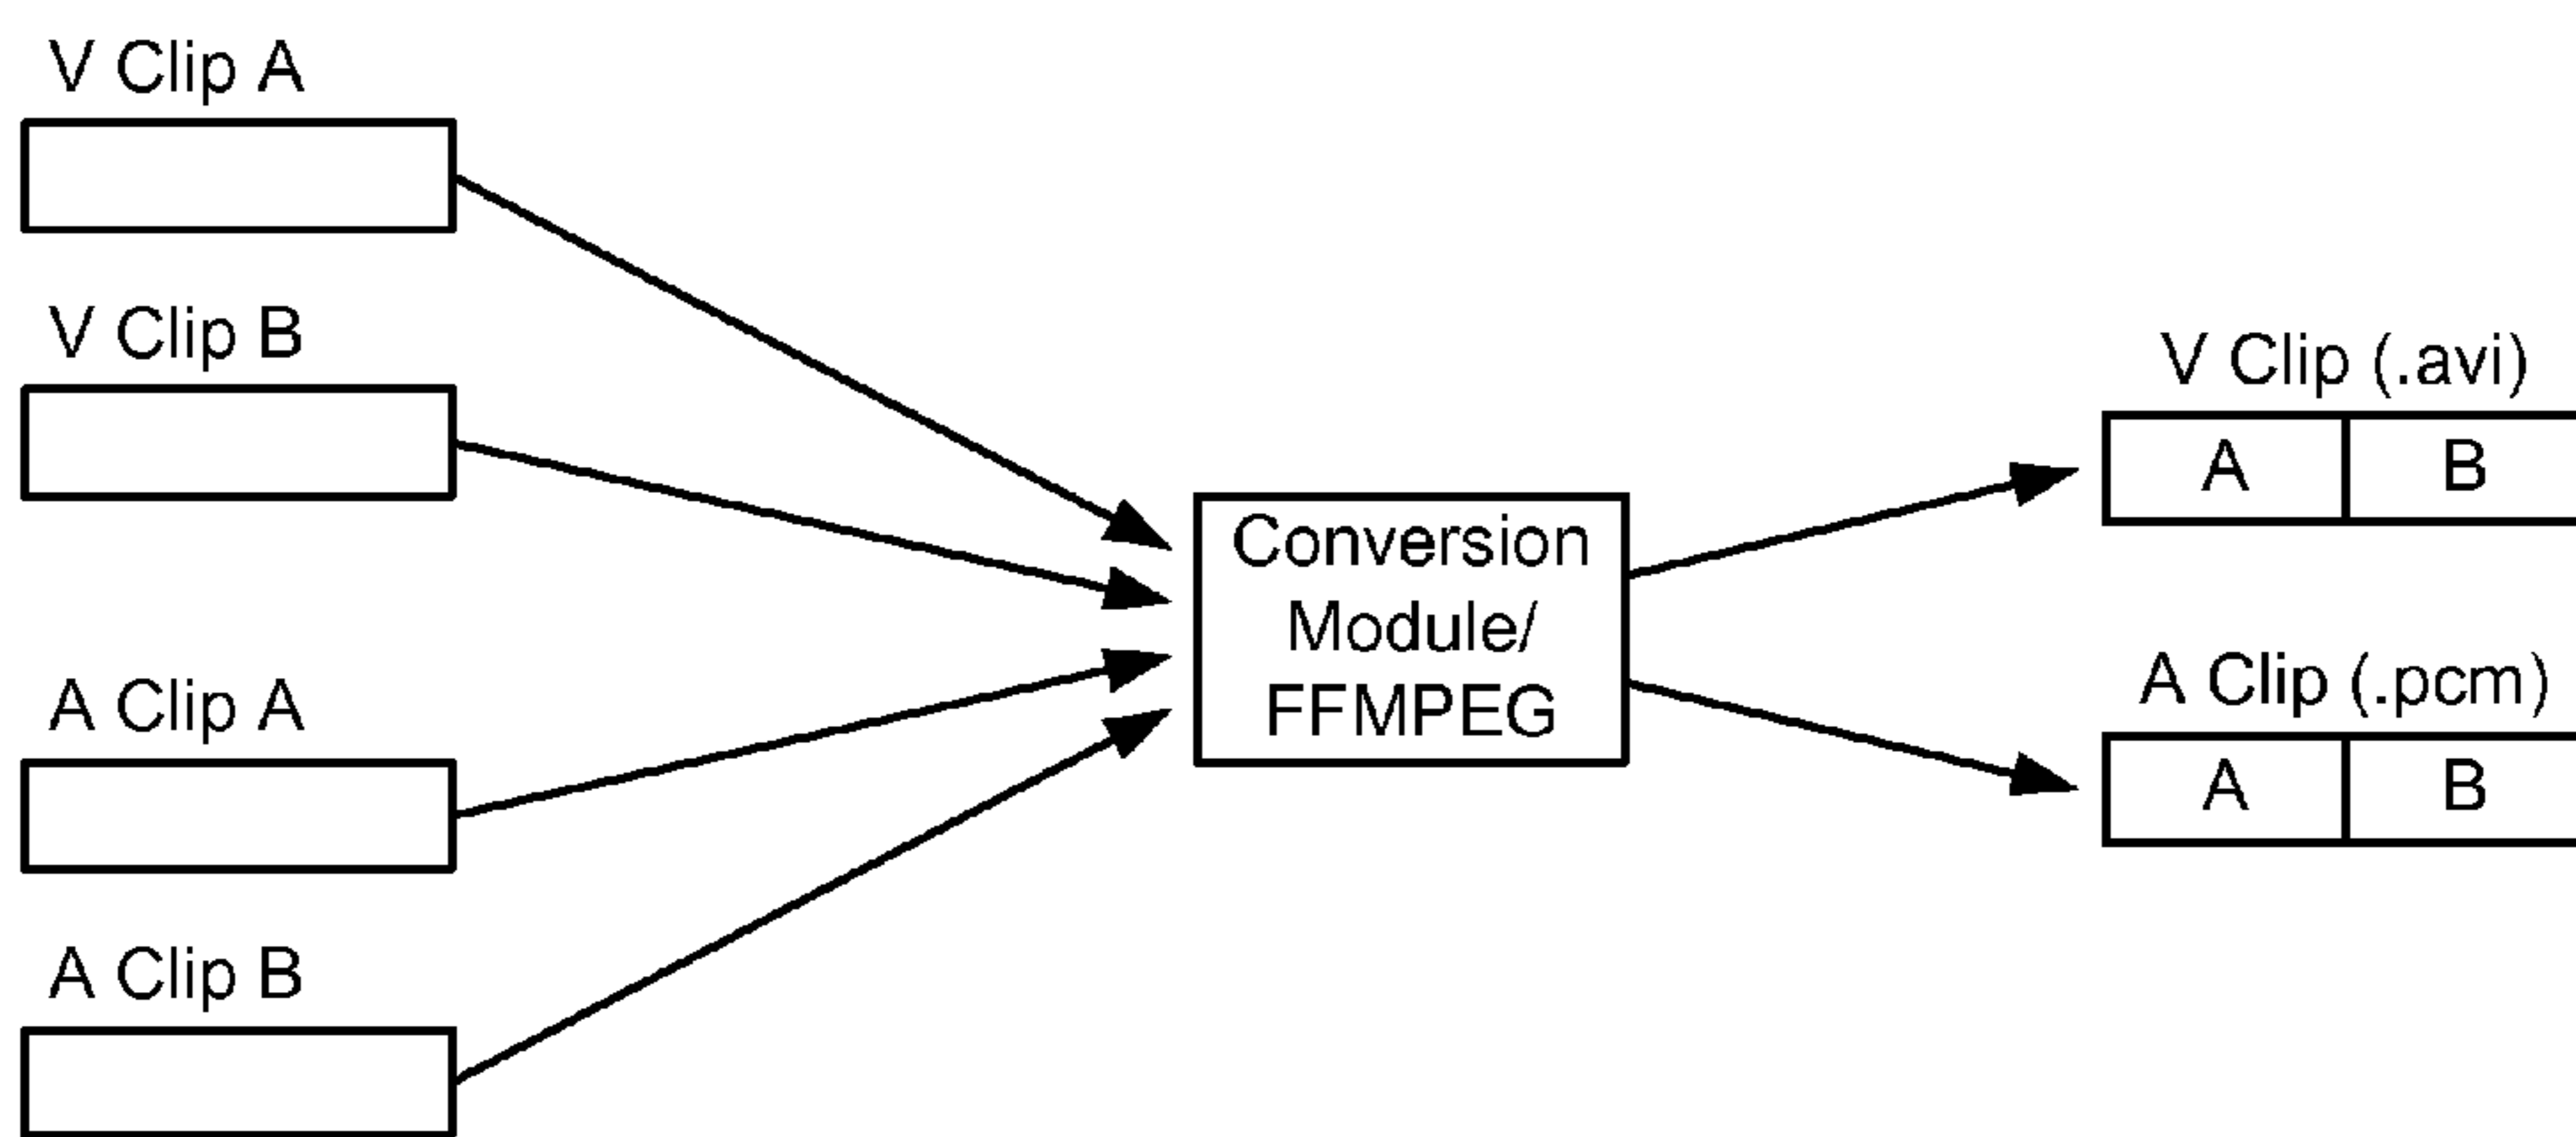 V Clip A
V Clip B
A Clip A
A Clip B
Conversion
Module/
FFMPEG
V Clip (.avi)
A B
A Clip (.pcm)
A B